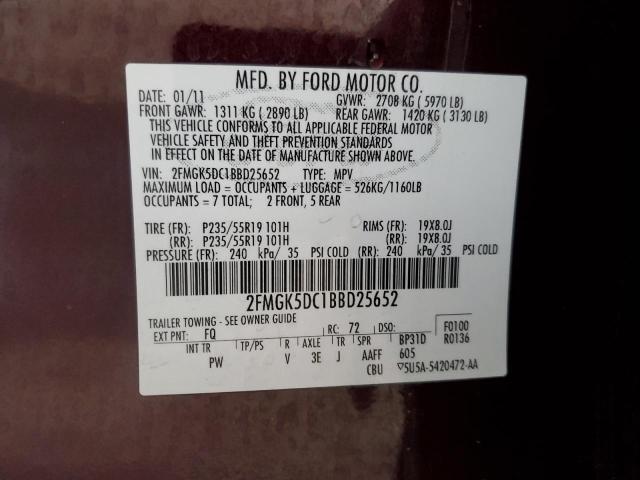 MFD. BY FORD MOTOR CO.
DATE: 01/11 GVWR: 2708 KG ( 5970 LB)
FRONT GAWR: 1311 KG ( 2890 LB) REAR GAWR: 1420 KG ( 3130 LB)
THIS VEHICLE CONFORMS TO ALL APPLICABLE FEDERAL MOTOR
VEHICLE SAFETY AND THEFT PREVENTION STANDARDS
IN EFFECT ON THE DATE OF MANUFACTURE SHOWN ABOVE.
VIN: 2FMGK5DC1BBD25652 TYPE: MPV
MAXIMUM LOAD = OCCUPANTS + LUGGAGE = 526KG/1160LB
OCCUPANTS = 7 TOTAL; 2 FRONT, 5 REAR
TIRE (FR): P235/55R19 101H RIMS (FR): 19X8.0J
(RR): P235/55R19 101H (RR): 19X8.0J
PRESSURE (FR): 240 kPa/ 35 PSI COLD (RR): 240 kPa/ 35 PSI COLD
2FMGK5DC1BBD25652
TRAILER TOWING - SEE OWNER GUIDE
EXT PNT: FQ RC: 72 DSO: BP31D F0100
INT TR TP/PS R AXLE TR SPR 605 R0136
PW V 3E J AAFF
CBU ▽5U5A-5420472-AA